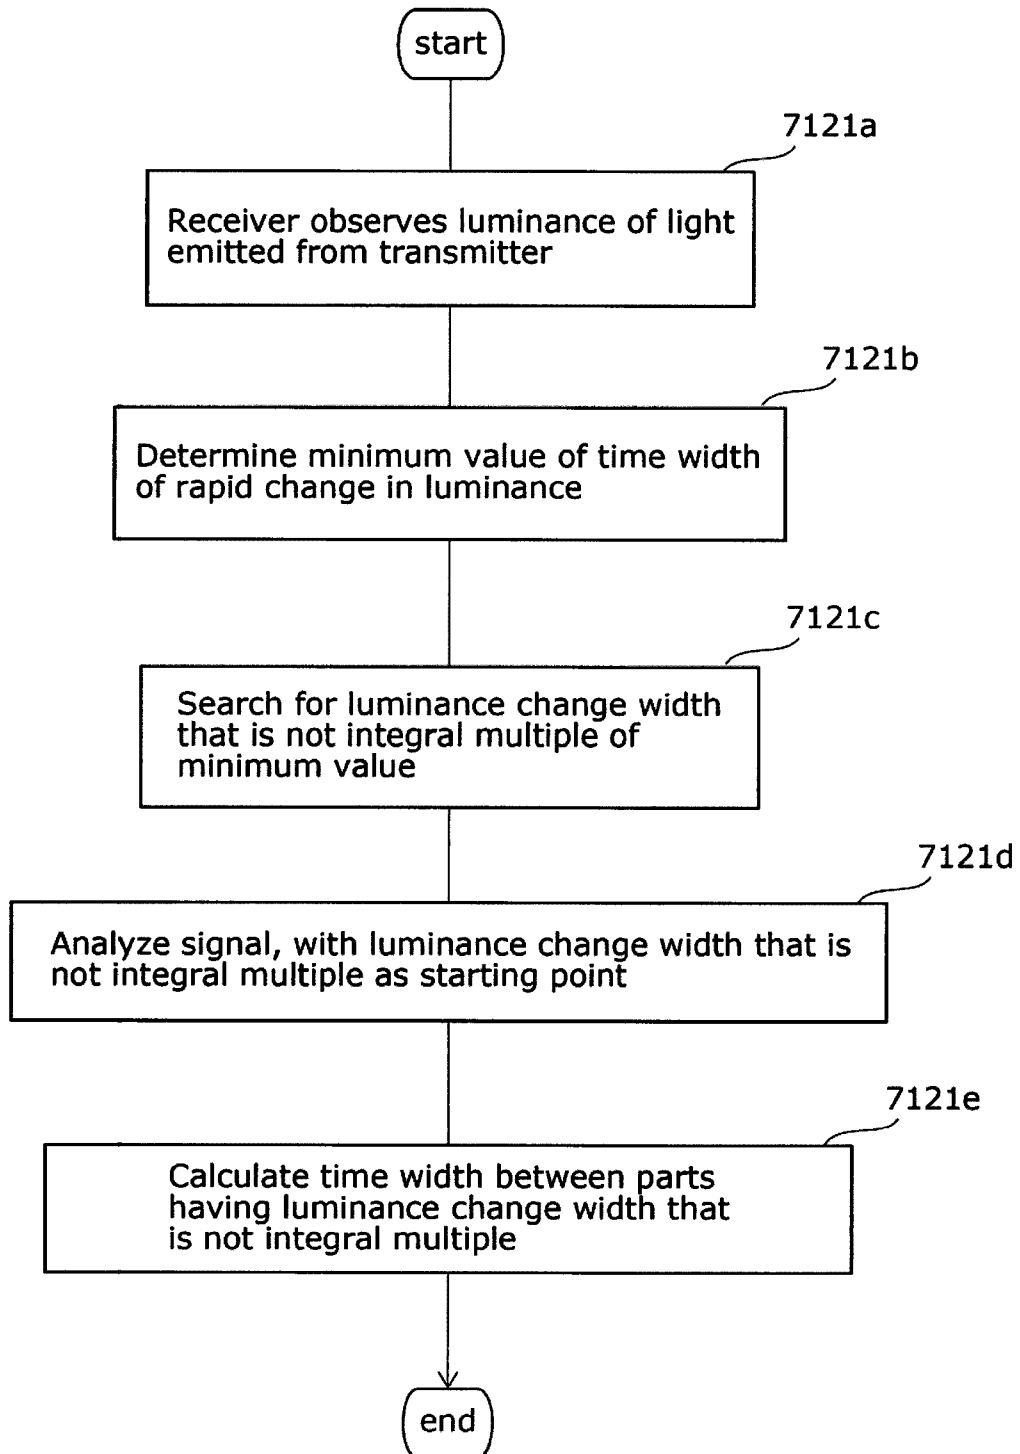 start
7121a
Receiver observes luminance of light
emitted from transmitter
7121b
Determine minimum value of time width
of rapid change in luminance
7121c
Search for luminance change width
that is not integral multiple of
minimum value
7121d
Analyze signal, with luminance change width that is
not integral multiple as starting point
7121e
Calculate time width between parts
having luminance change width that
is not integral multiple
end